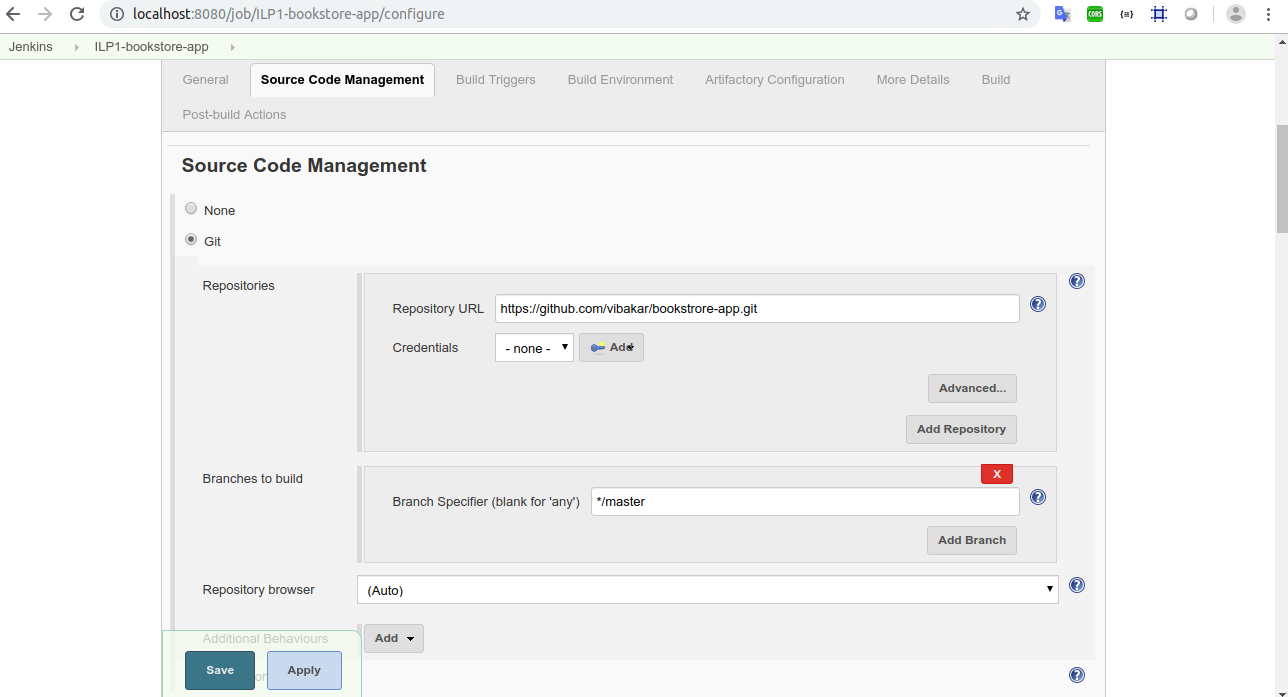 localhost:8080/job/ILP1-bookstore-app/configure
Jenkins ILP1-bookstore-app
General Source Code Management Build Triggers Build Environment Artifactory Configuration More Details Build
Post-build Actions
Source Code Management
None
Git
Repositories
Repository URL https://github.com/vibakar/bookstrore-app.git
Credentials - none - Add
Advanced...
Add Repository
Branches to build
X
Branch Specifier (blank for 'any') */master
Add Branch
Repository browser (Auto)
Additional Behaviours Add
Save Apply